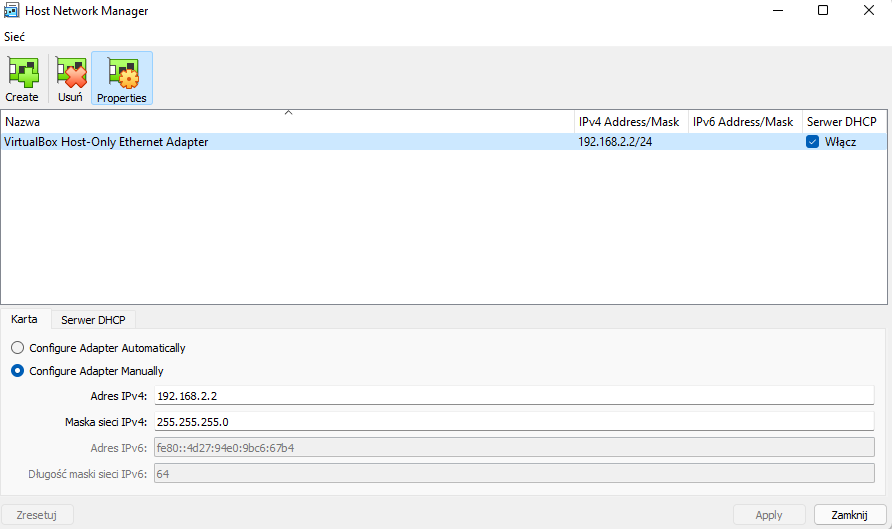 Host Network Manager
Sieć
Create Usuń Properties
Nazwa IPv4 Address/Mask IPv6 Address/Mask Serwer DHCP
VirtualBox Host-Only Ethernet Adapter 192.168.2.2/24 Włącz
Karta Serwer DHCP
Configure Adapter Automatically
Configure Adapter Manually
Adres IPv4: 192.168.2.2
Maska sieci IPv4: 255.255.255.0
Adres IPv6: fe80::4d27:94e0:9bc6:67b4
Długość maski sieci IPv6: 64
Zresetuj Apply Zamknij